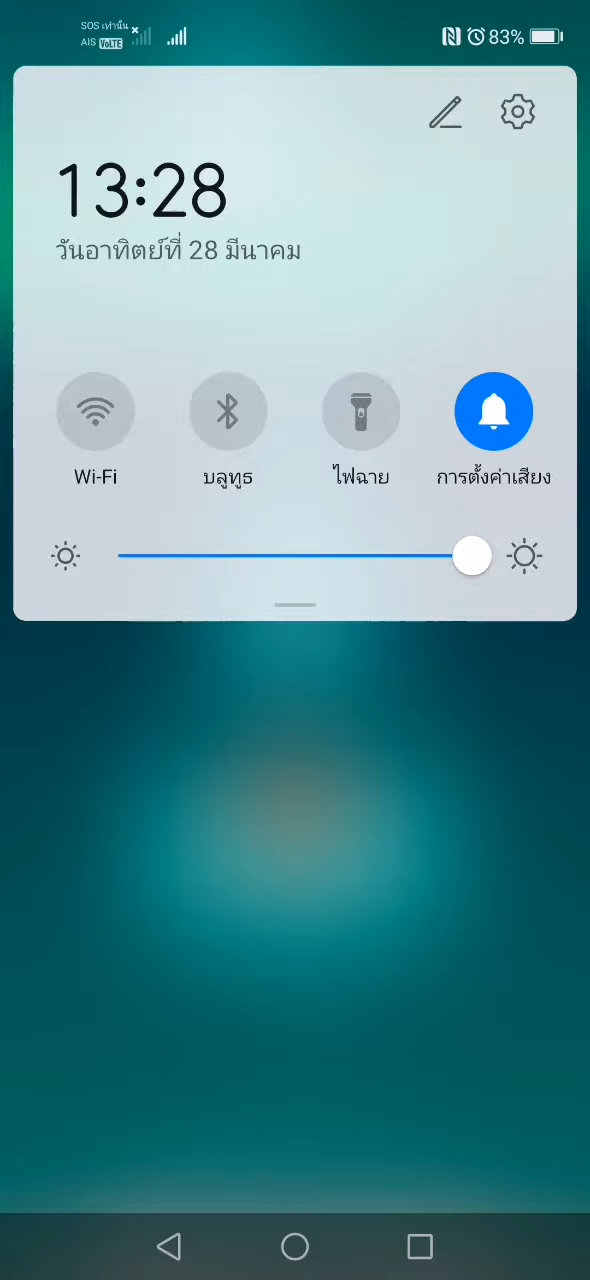 SOS เท่านั้น
AIS VoLTE
83%
13:28
วันอาทิตย์ที่ 28 มีนาคม
Wi-Fi
บลูทูธ
ไฟฉาย
การตั้งค่าเสียง